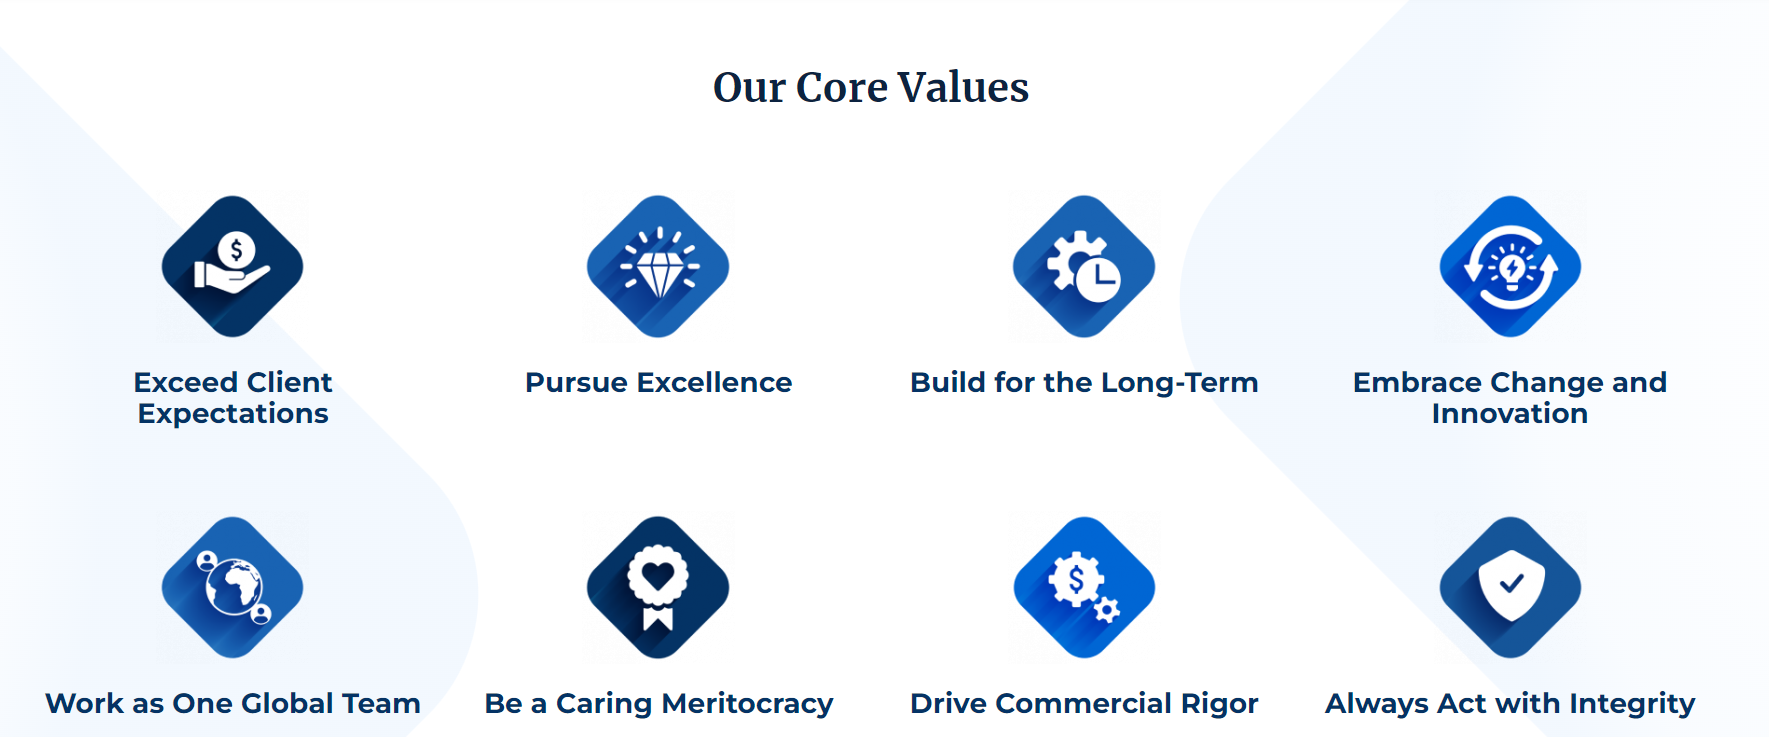 Our Core Values
$
Exceed Client
Expectations
Pursue Excellence
Build for the Long-Term
Embrace Change and
Innovation
Work as One Global Team
Be a Caring Meritocracy
$
Drive Commercial Rigor
Always Act with Integrity